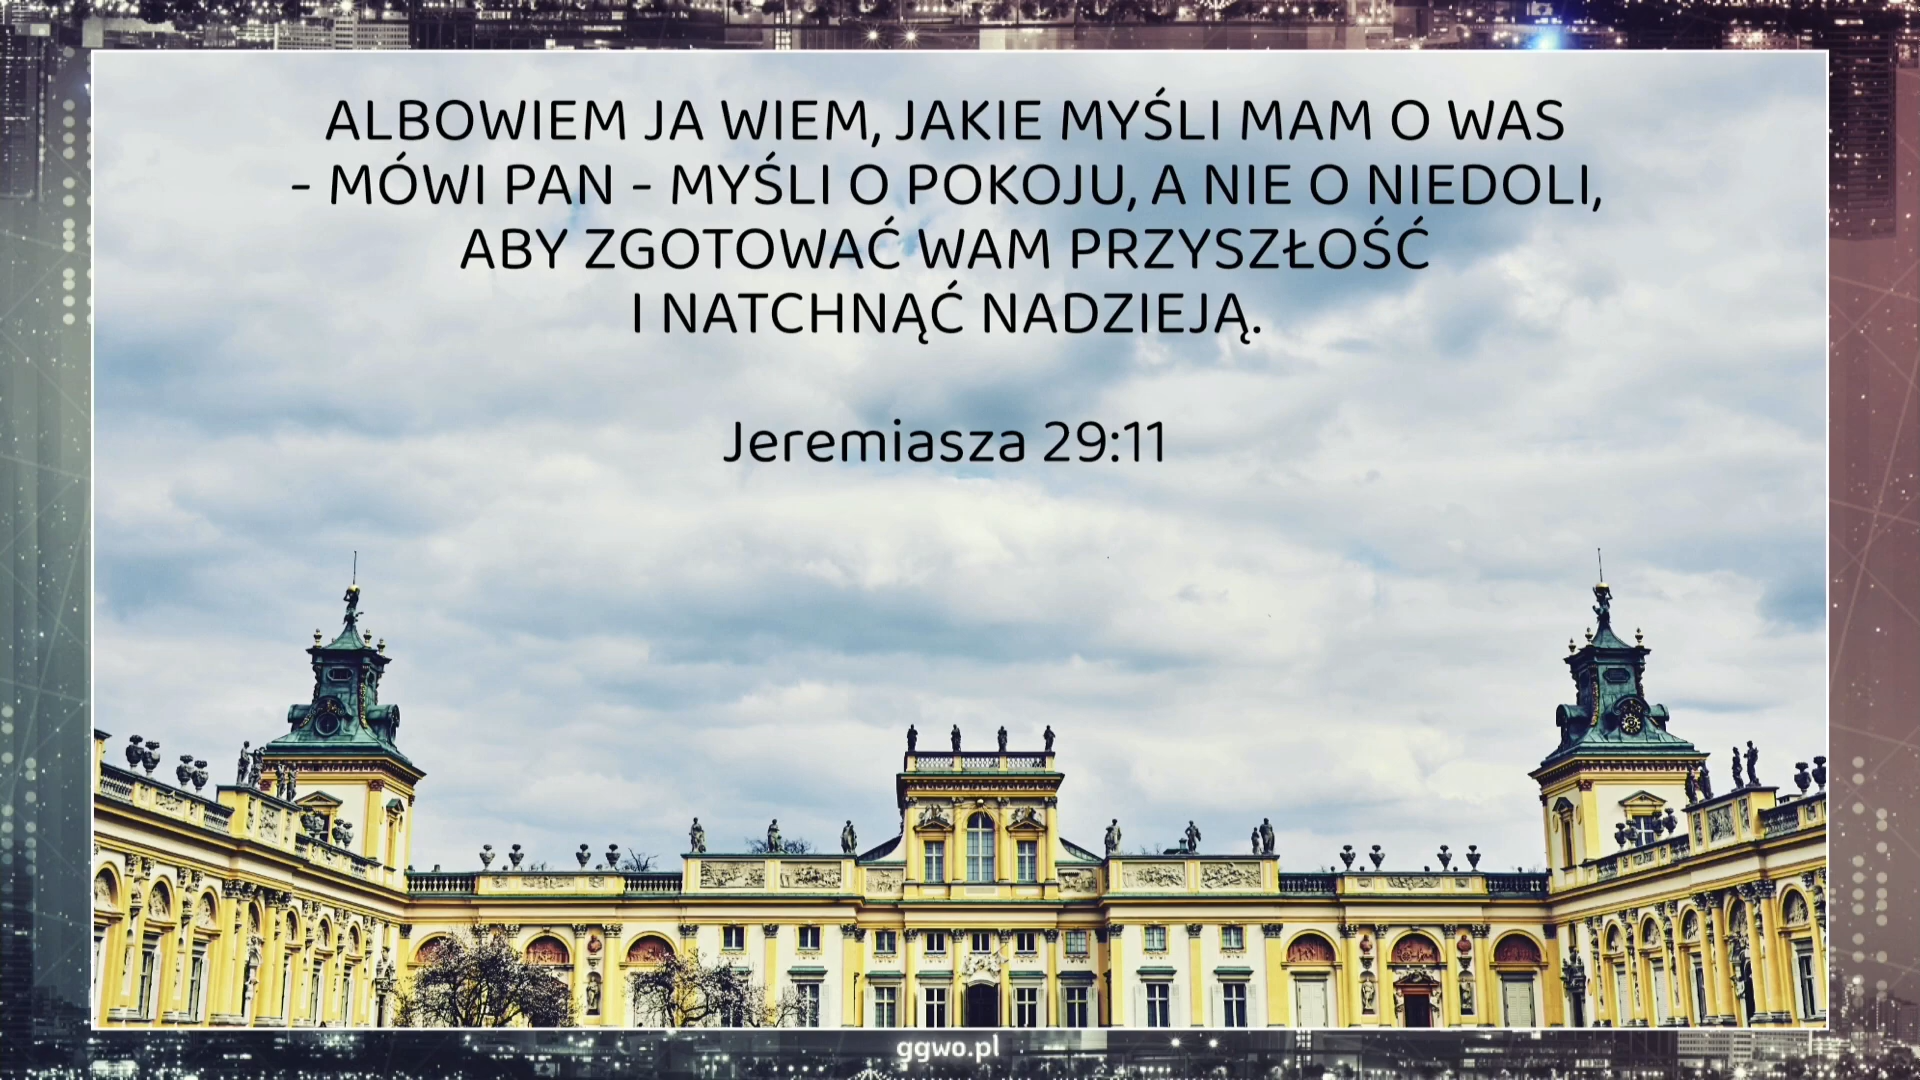 ALBOWIEM JA WIEM, JAKIE MYŚLI MAM O WAS
- MÓWI PAN - MYŚLI O POKOJU, A NIE O NIEDOLI,
ABY ZGOTOWAĆ WAM PRZYSZŁOŚĆ
I NATCHNĄĆ NADZIEJĄ.
Jeremiasza 29:11
ggwo.pl